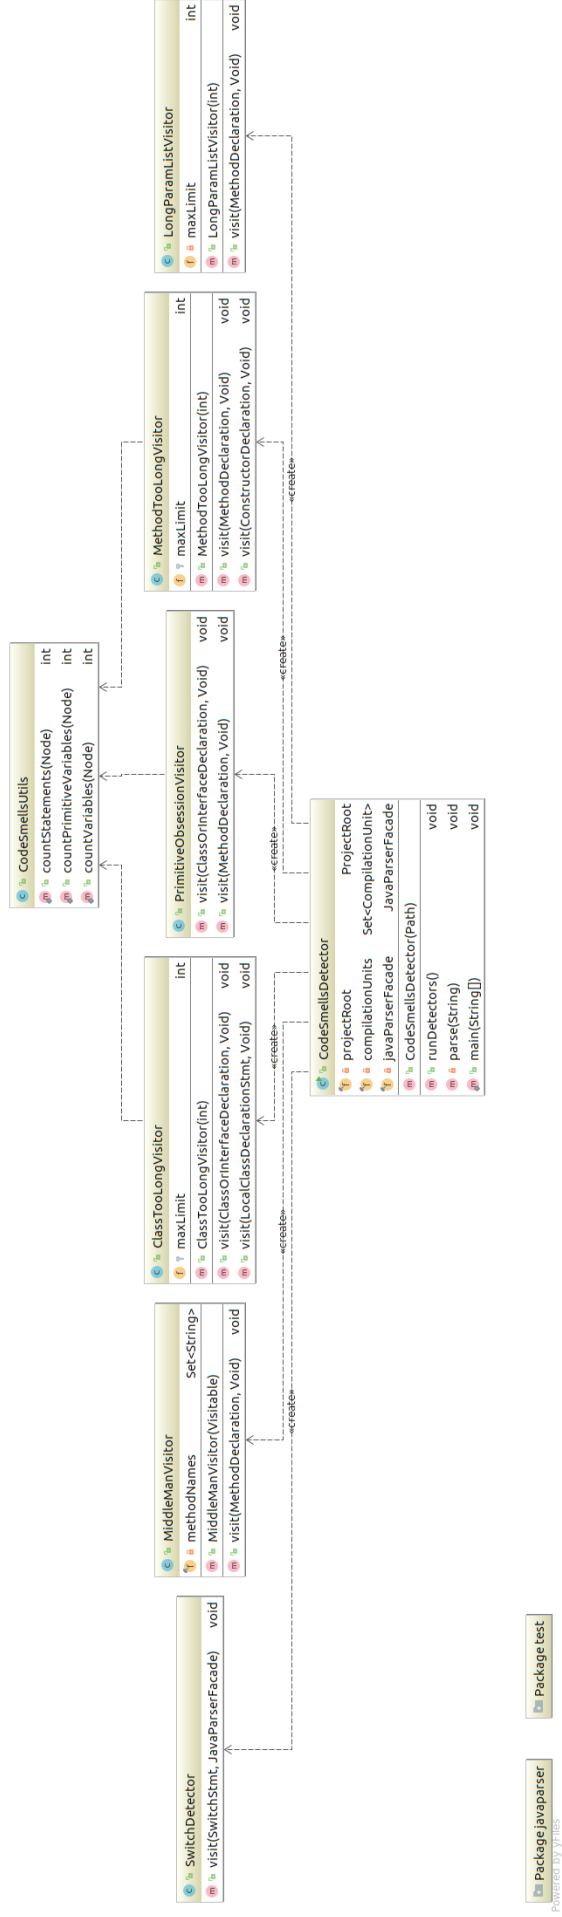 CodeSmellsUtils
countStatements(Node) int
countPrimitiveVariables(Node) int
countVariables(Node) int
SwitchDetector
visit(SwitchStmt, JavaParserFacade) void
MiddleManVisitor
methodNames Set<String>
MiddleManVisitor(Visitable)
visit(MethodDeclaration, Void) void
ClassTooLongVisitor
maxLimit int
ClassTooLongVisitor(int)
visit(ClassOrInterfaceDeclaration, Void) void
visit(LocalClassDeclarationStmt, Void) void
PrimitiveObsessionVisitor
visit(ClassOrInterfaceDeclaration, Void) void
visit(MethodDeclaration, Void) void
MethodTooLongVisitor
maxLimit int
MethodTooLongVisitor(int)
visit(MethodDeclaration, Void) void
visit(ConstructorDeclaration, Void) void
LongParamListVisitor
maxLimit int
LongParamListVisitor(int)
visit(MethodDeclaration, Void) void
«create»
«create»
«create»
«create»
«create»
«create»
CodeSmellsDetector
projectRoot ProjectRoot
compilationUnits Set<CompilationUnit>
javaParserFacade JavaParserFacade
CodeSmellsDetector(Path)
runDetectors() void
parse(String) void
main(String[]) void
Package javaparser
Package test
Powered by yFiles